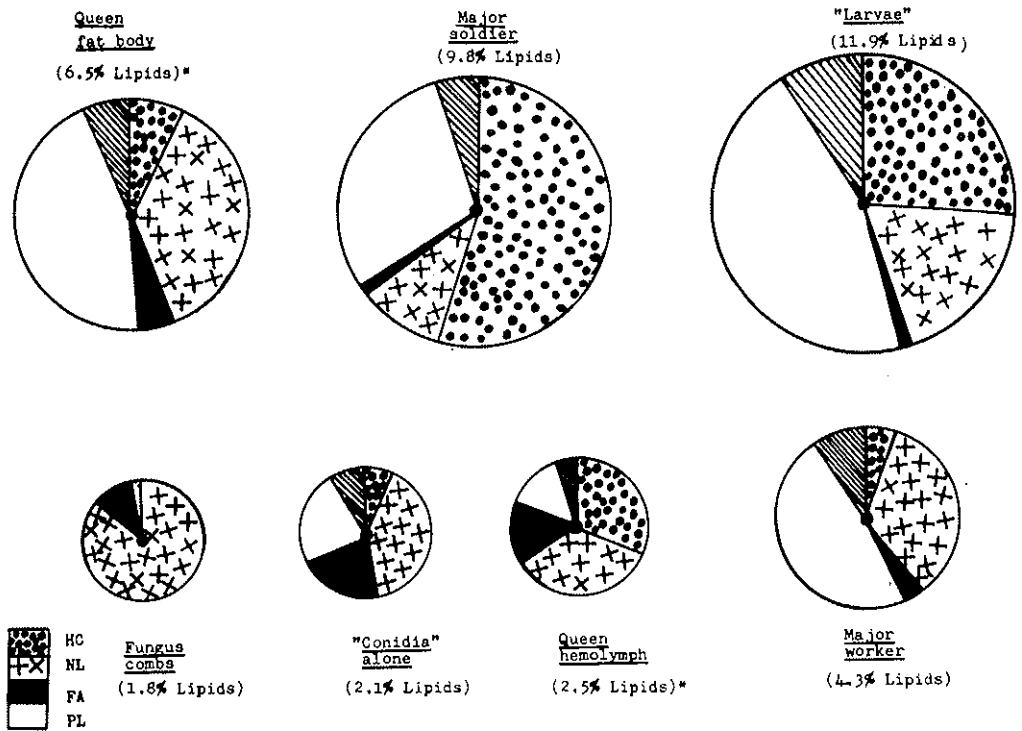 Queen
fat body
(6.5% Lipids)*
Major
soldier
(9.8% Lipids)
"Larvae"
(11.9% Lipids)
HC
NL
FA
PL
Fungus
combs
(1.8% Lipids)
"Conidia"
alone
(2.1% Lipids)
Queen
hemolymph
(2.5% Lipids)*
Major
worker
(4.3% Lipids)